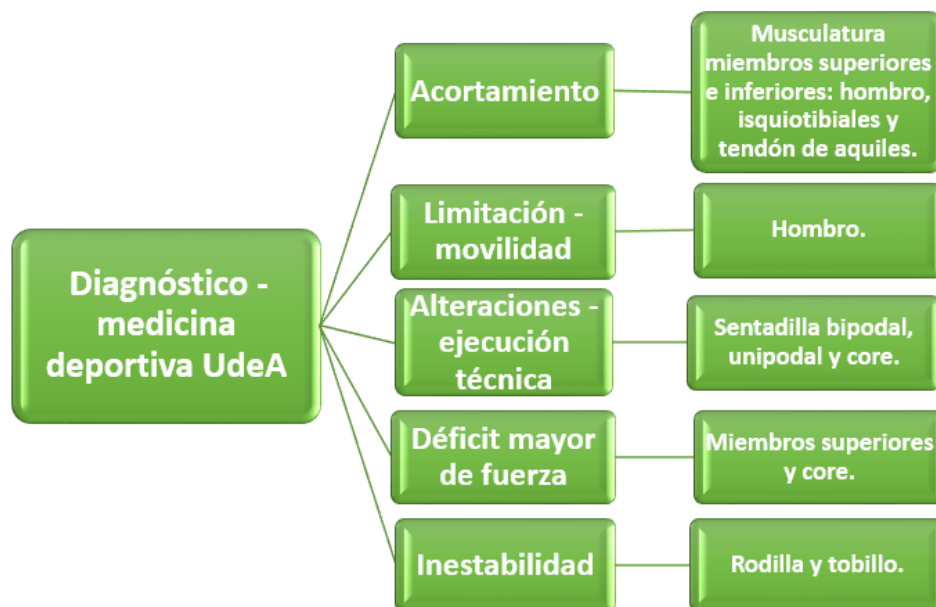 Diagnóstico -
medicina
deportiva UdeA
Acortamiento
Musculatura
miembros superiores
e inferiores: hombro,
isquiotibiales y
tendón de aquiles.
Limitación -
movilidad
Hombro.
Alteraciones -
ejecución
técnica
Sentadilla bipodal,
unipodal y core.
Déficit mayor
de fuerza
Miembros superiores
y core.
Inestabilidad
Rodilla y tobillo.